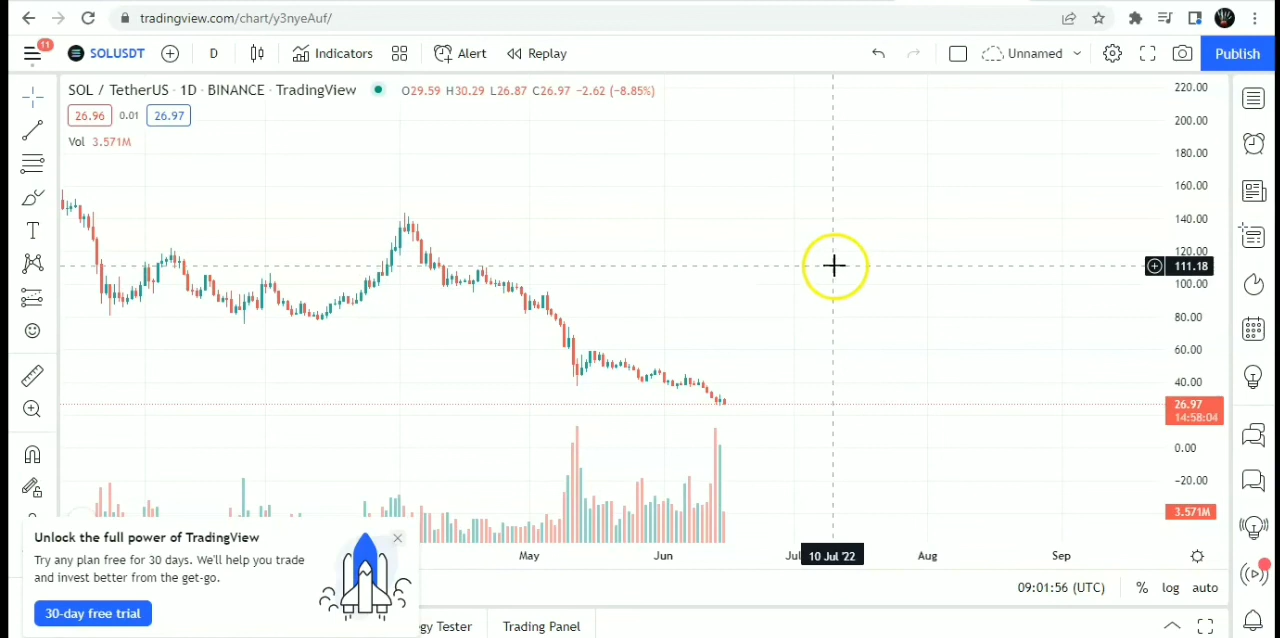 tradingview.com/chart/y3nyeAuf/
11
SOLUSDT
D
Indicators
Alert
Replay
Unnamed
Publish
SOL / TetherUS · 1D · BINANCE · TradingView
O29.59 H30.29 L26.87 C26.97 −2.62 (−8.85%)
26.96
0.01
26.97
Vol 3.571M
220.00
200.00
180.00
160.00
140.00
120.00
111.18
100.00
80.00
60.00
40.00
26.97
14:58:04
0.00
−20.00
3.571M
May
Jun
Jul
10 Jul '22
Aug
Sep
Unlock the full power of TradingView
Try any plan free for 30 days. We'll help you trade
and invest better from the get-go.
30-day free trial
09:01:56 (UTC)
%
log
auto
gy Tester
Trading Panel